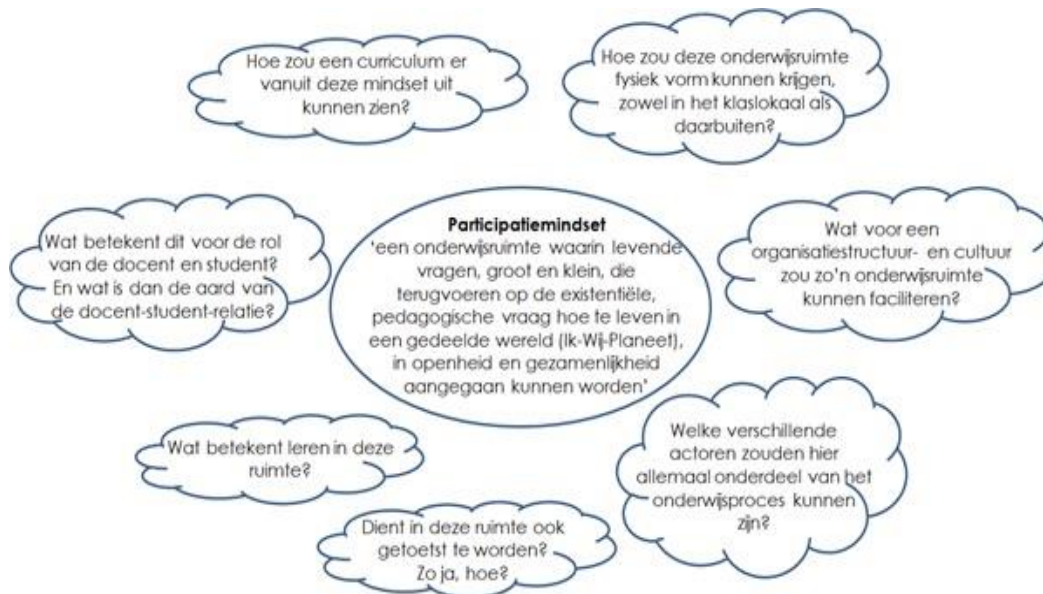 Hoe zou een curriculum er
vanuit deze mindset uit
kunnen zien?
Hoe zou deze onderwijsruimte
fysiek vorm kunnen krijgen,
zowel in het klaslokaal als
daarbuiten?
Wat betekent dit voor de rol
van de docent en student?
En wat is dan de aard van
de docent-student-relatie?
Participatiemindset
'een onderwijsruimte waarin levende
vragen, groot en klein, die
terugvoeren op de existentiële,
pedagogische vraag hoe te leven in
een gedeelde wereld (Ik-Wij-Planeet),
in openheid en gezamenlijkheid
aangegaan kunnen worden'
Wat voor een
organisatiestructuur- en cultuur
zou zo'n onderwijsruimte
kunnen faciliteren?
Wat betekent leren in deze
ruimte?
Dient in deze ruimte ook
getoetst te worden?
Zo ja, hoe?
Welke verschillende
actoren zouden hier
allemaal onderdeel van het
onderwijsproces kunnen
zijn?